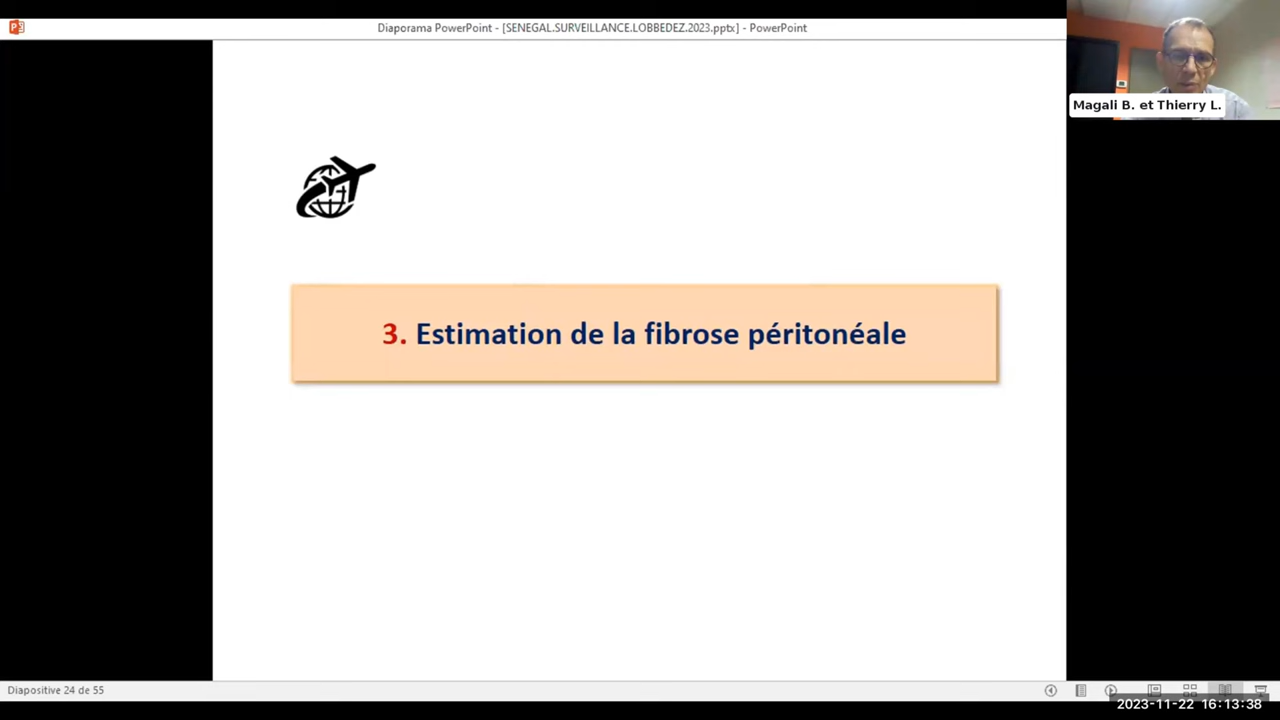 Diaporama PowerPoint - [SENEGAL.SURVEILLANCE.LOBBEDEZ.2023.pptx] - PowerPoint
Magali B. et Thierry L.
3. Estimation de la fibrose péritonéale
Diapositive 24 de 55
2023-11-22 16:13:38